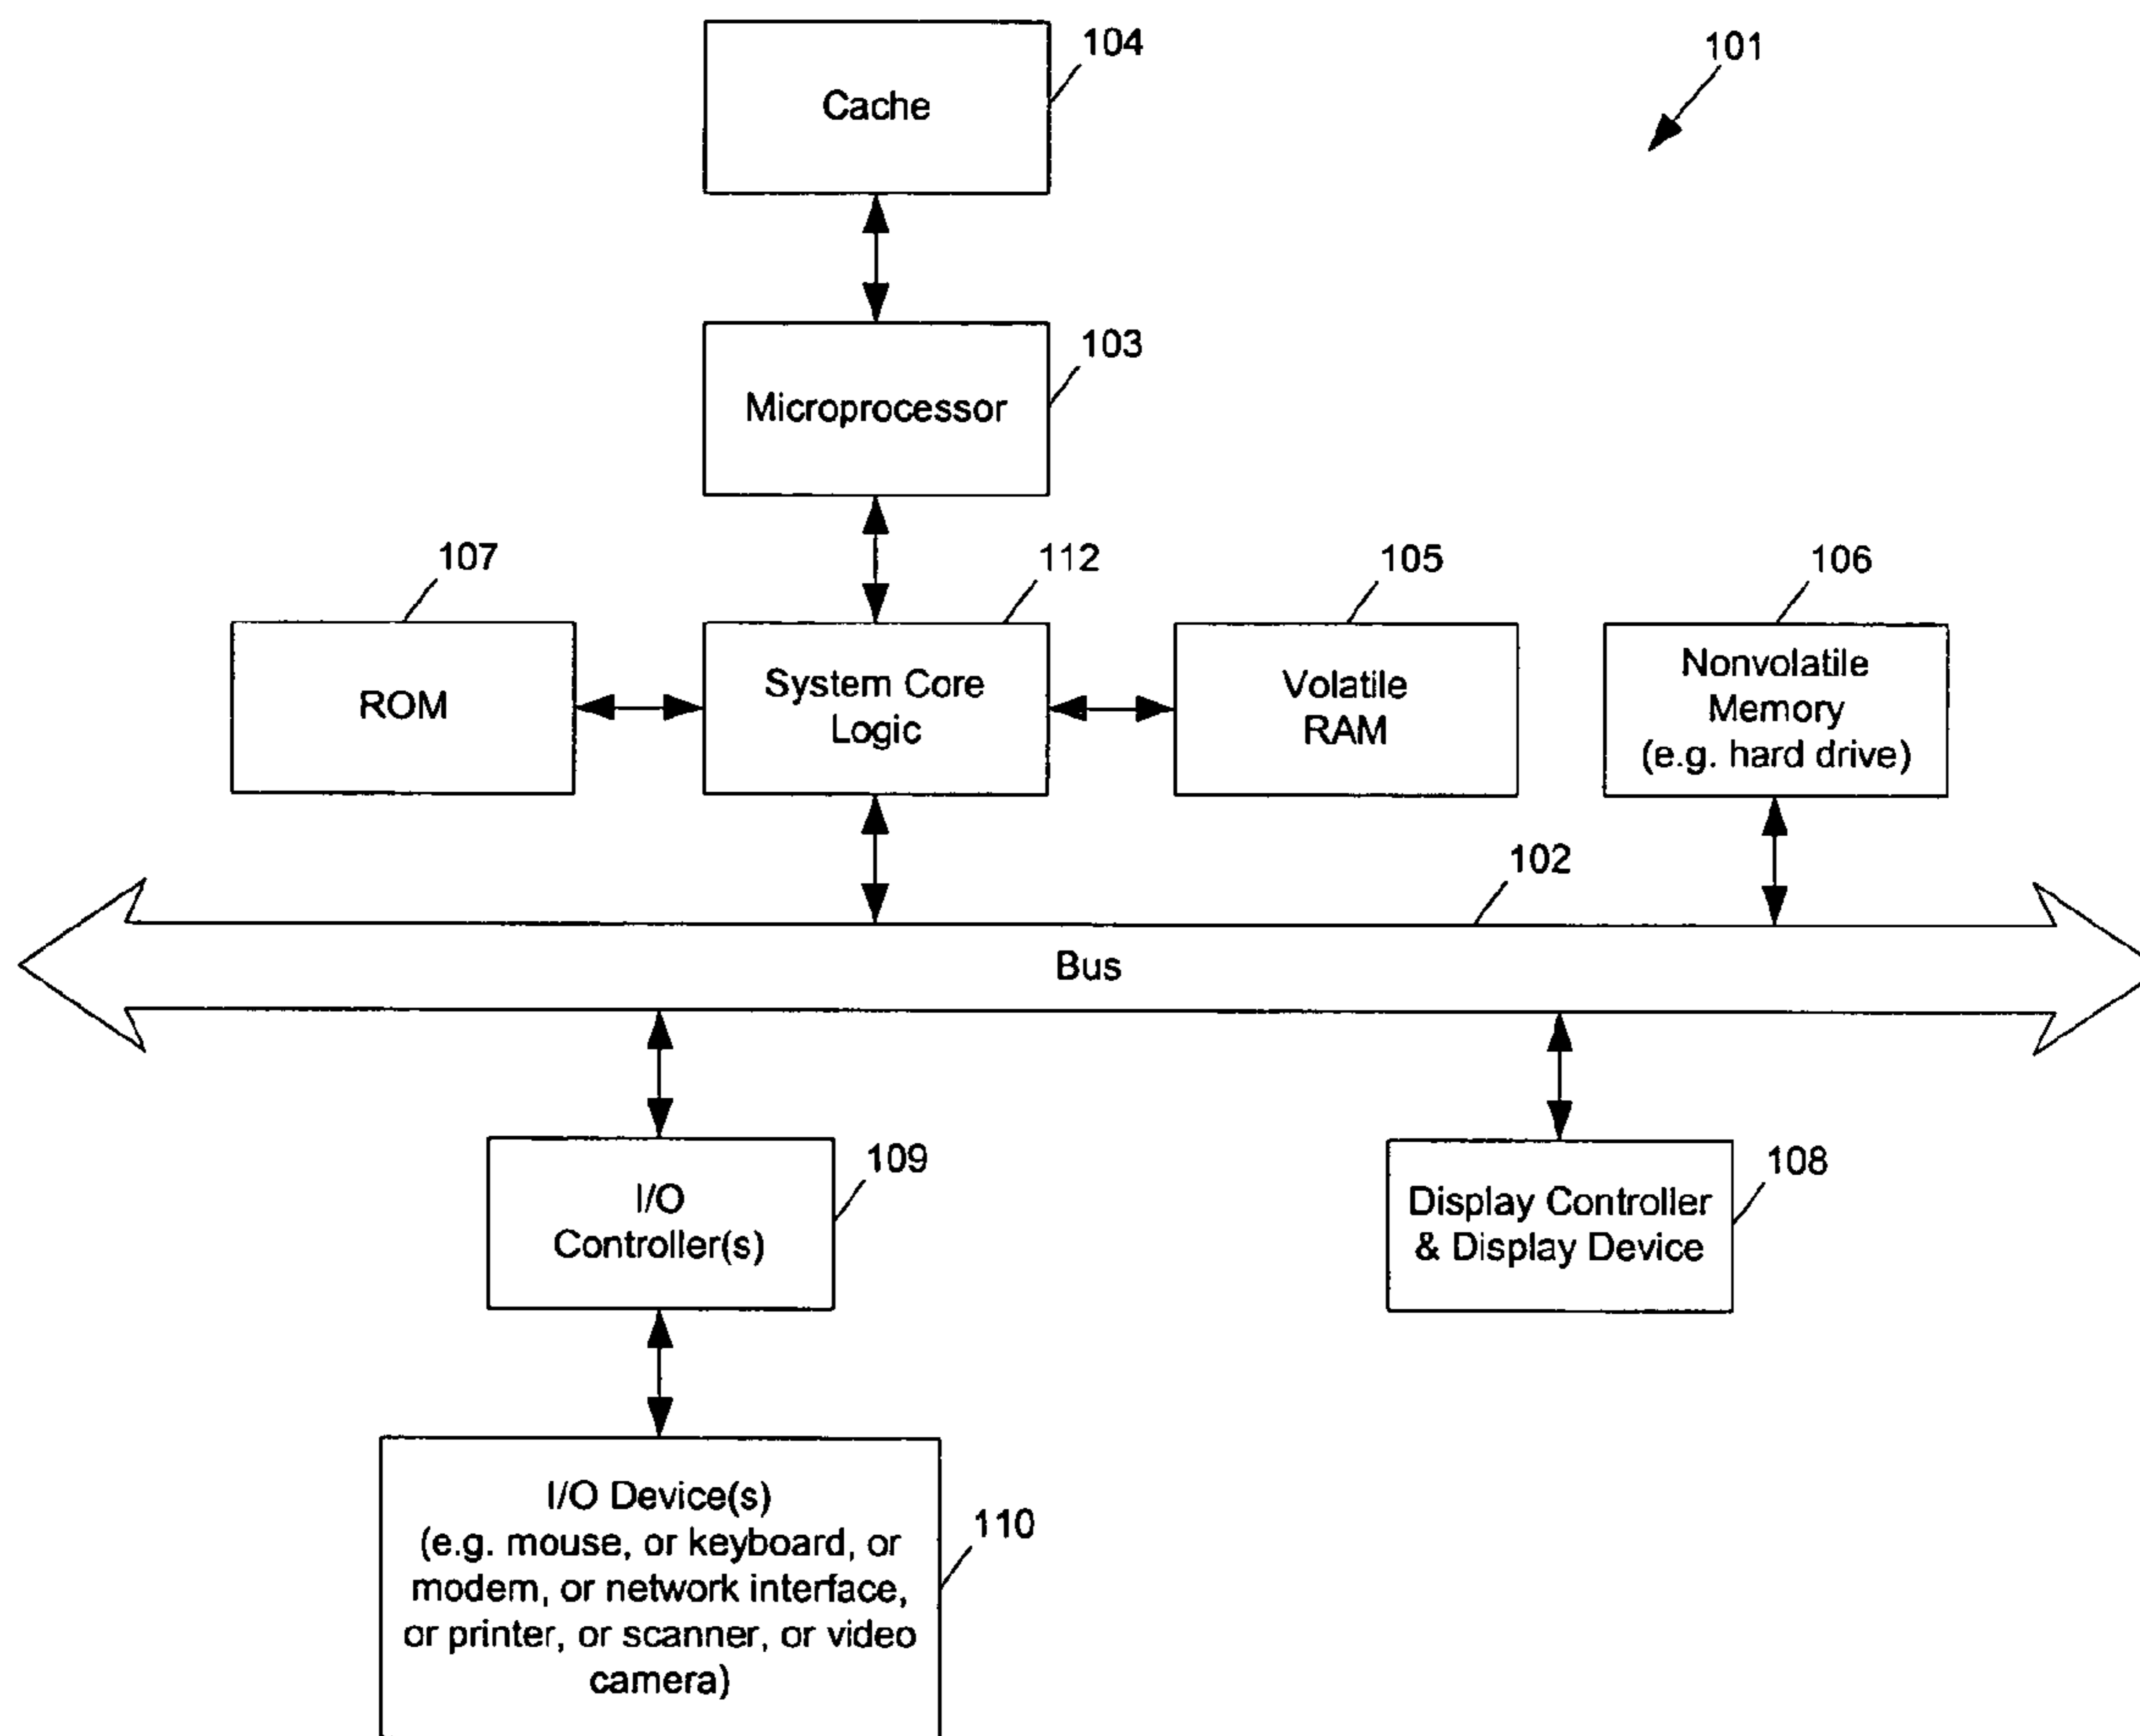 104
101
Cache
103
Microprocessor
107
112
105
106
ROM
System Core
Logic
Volatile
RAM
Nonvolatile
Memory
(e.g. hard drive)
102
Bus
109
I/O
Controller(s)
108
Display Controller
& Display Device
110
I/O Device(s)
(e.g. mouse, or keyboard, or
modem, or network interface,
or printer, or scanner, or video
camera)